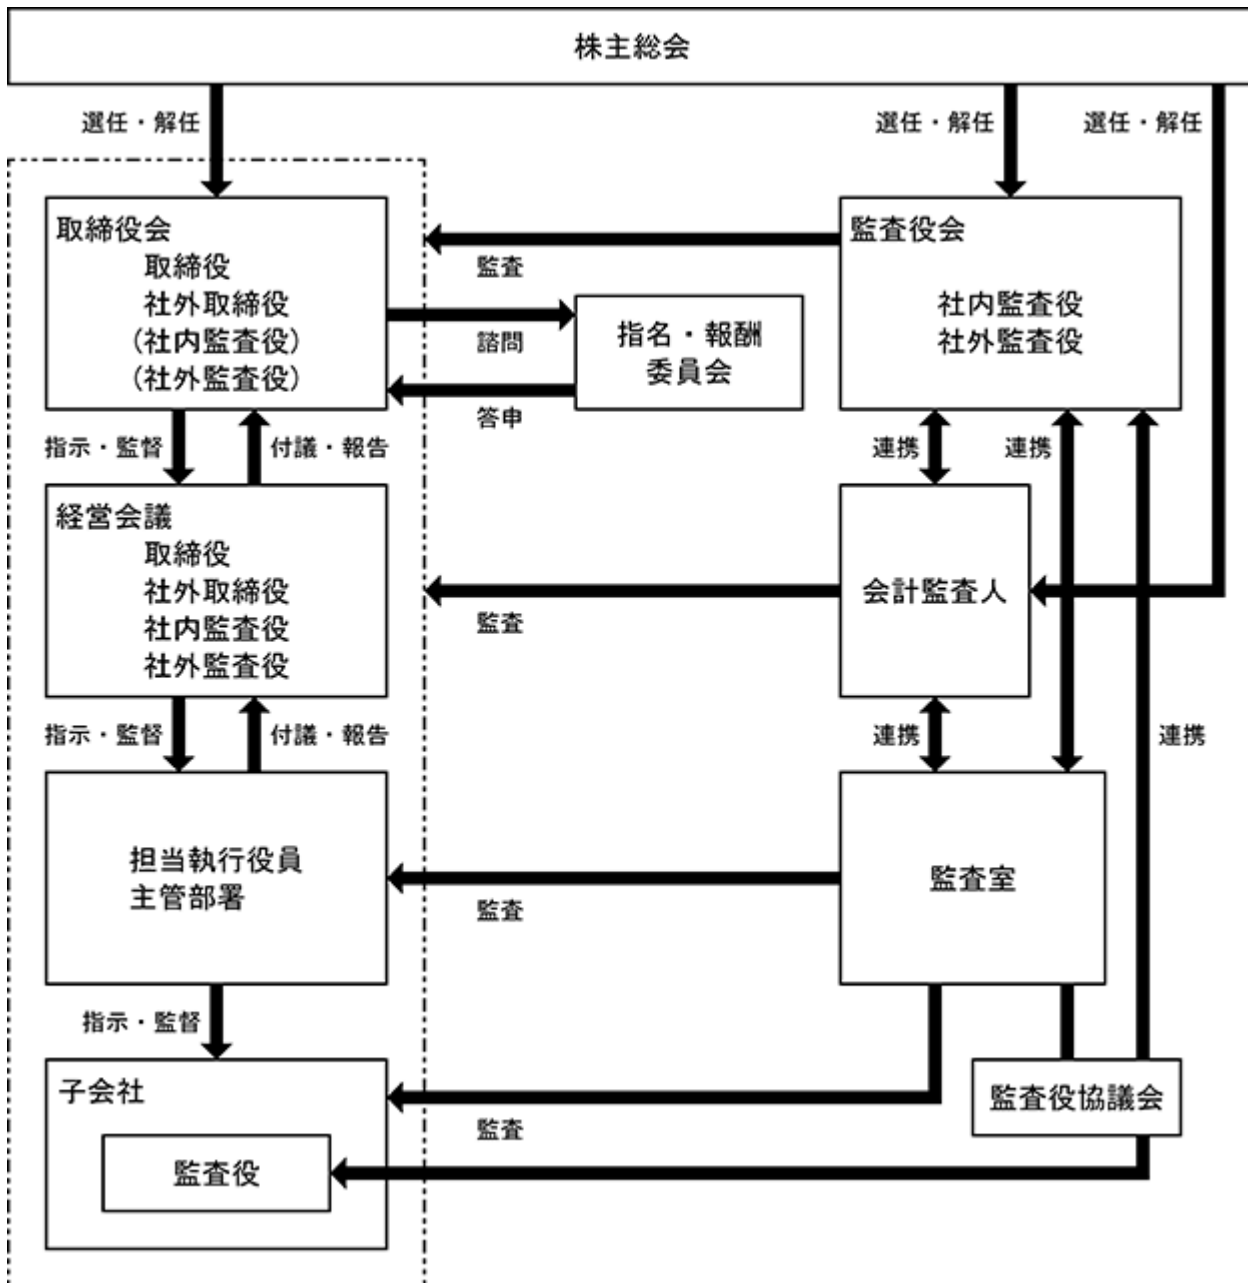 株主総会
選任・解任
選任・解任
選任・解任
取締役会
取締役
社外取締役
(社内監査役)
(社外監査役)
監査
監査役会
社内監査役
社外監査役
諮問
指名・報酬
委員会
答申
指示・監督
付議・報告
連携
連携
経営会議
取締役
社外取締役
社内監査役
社外監査役
監査
会計監査人
指示・監督
付議・報告
連携
連携
担当執行役員
主管部署
監査
監査室
指示・監督
子会社
監査役
監査
監査役協議会